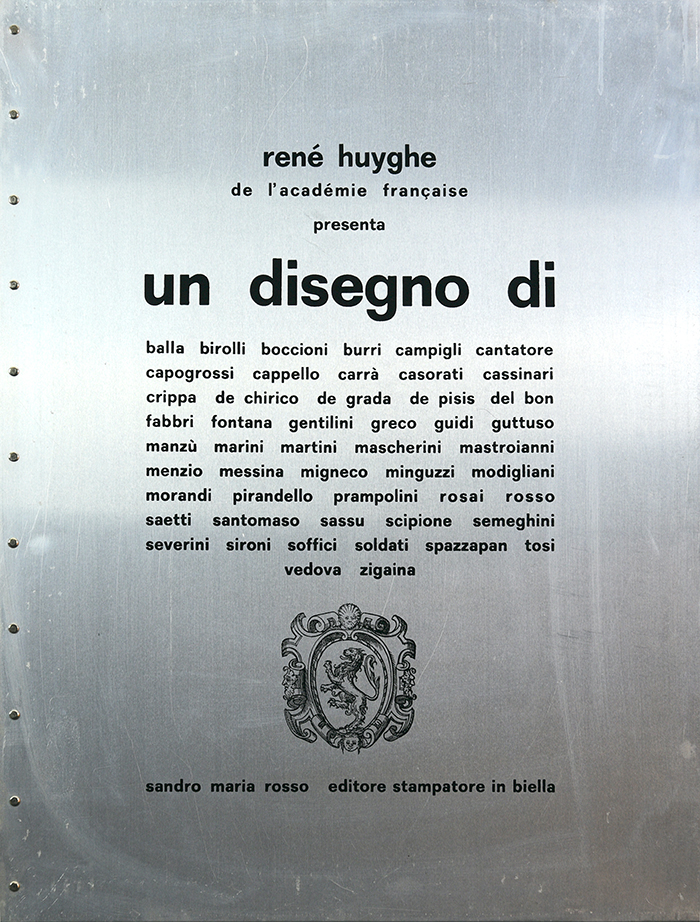 rené huyghe
de l'académie française
presenta
un disegno di
balla birolli boccioni burri campigli cantatore
capogrossi cappello carrà casorati cassinari
crippa de chirico de grada de pisis del bon
fabbri fontana gentilini greco guidi guttuso
manzù marini martini mascherini mastroianni
menzio messina migneco minguzzi modigliani
morandi pirandello prampolini rosai rosso
saetti santomaso sassu scipione semeghini
severini sironi soffici soldati spazzapan tosi
vedova zigaina
sandro maria rosso editore stampatore in biella